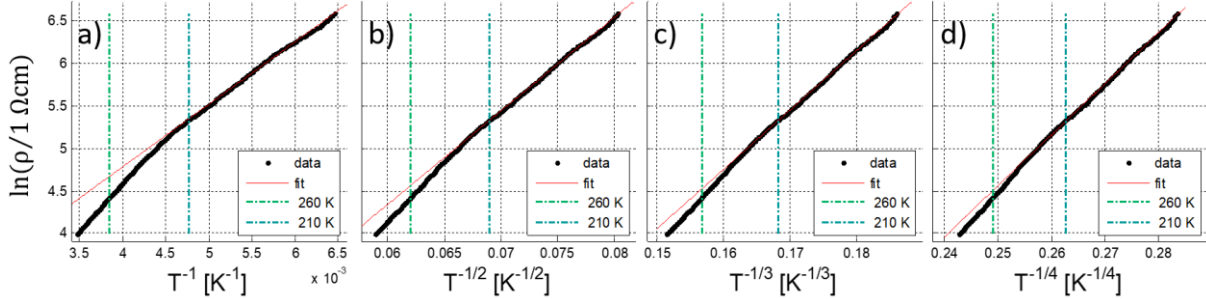 a) b) c) d)
ln(ρ/1 Ωcm)
6.5
6
5.5
5
4.5
4
data data data data
fit fit fit fit
260 K 260 K 260 K 260 K
210 K 210 K 210 K 210 K
3.5 4 4.5 5 5.5 6 6.5 0.06 0.065 0.07 0.075 0.08 0.15 0.16 0.17 0.18 0.24 0.25 0.26 0.27 0.28
x 10⁻³
T⁻¹ [K⁻¹] T⁻¹/² [K⁻¹/²] T⁻¹/³ [K⁻¹/³] T⁻¹/⁴ [K⁻¹/⁴]